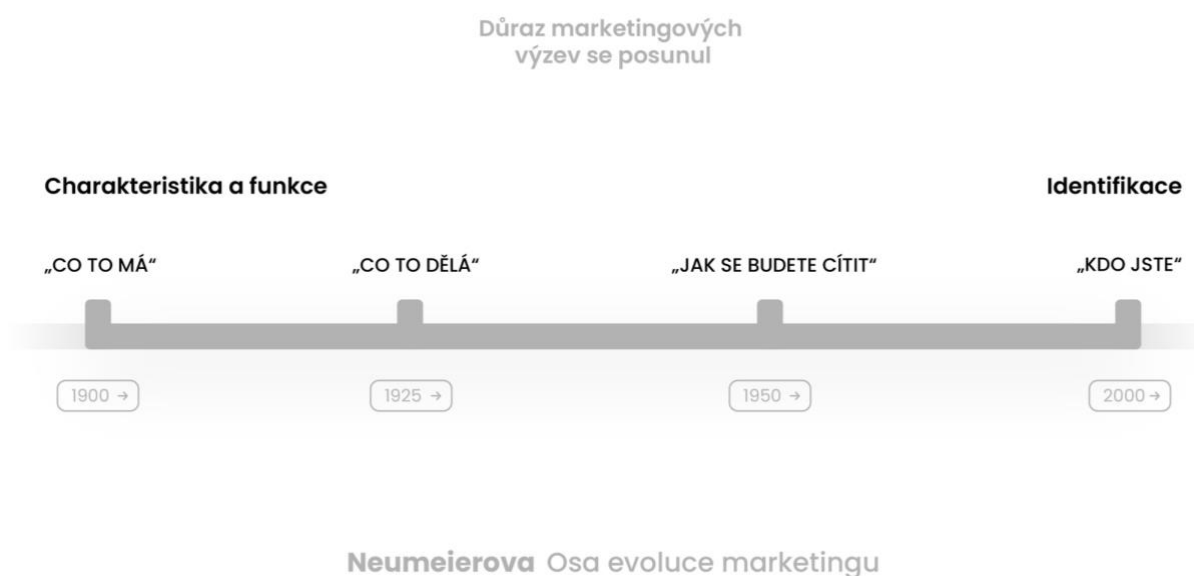 Důraz marketingových
výzev se posunul
Charakteristika a funkce
Identifikace
„CO TO MÁ“
„CO TO DĚLÁ“
„JAK SE BUDETE CÍTIT“
„KDO JSTE“
1900 →
1925 →
1950 →
2000 →
Neumeierova Osa evoluce marketingu